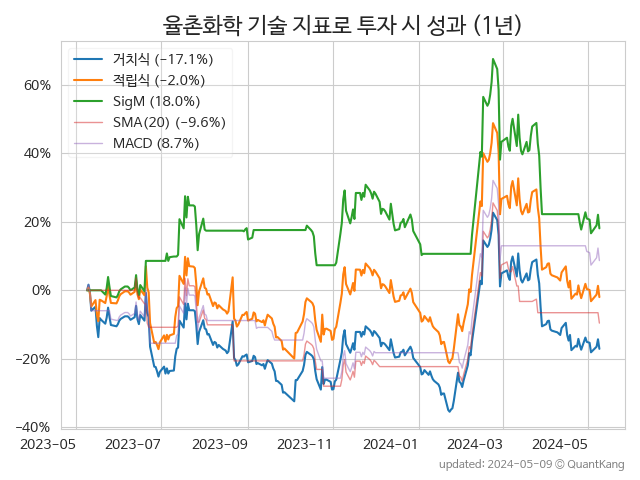 율촌화학 기술 지표로 투자 시 성과 (1년)
거치식 (−17.1%)
적립식 (−2.0%)
SigM (18.0%)
SMA(20) (−9.6%)
MACD (8.7%)
60%
40%
20%
0%
−20%
−40%
2023-05 2023-07 2023-09 2023-11 2024-01 2024-03 2024-05
updated: 2024-05-09 © QuantKang